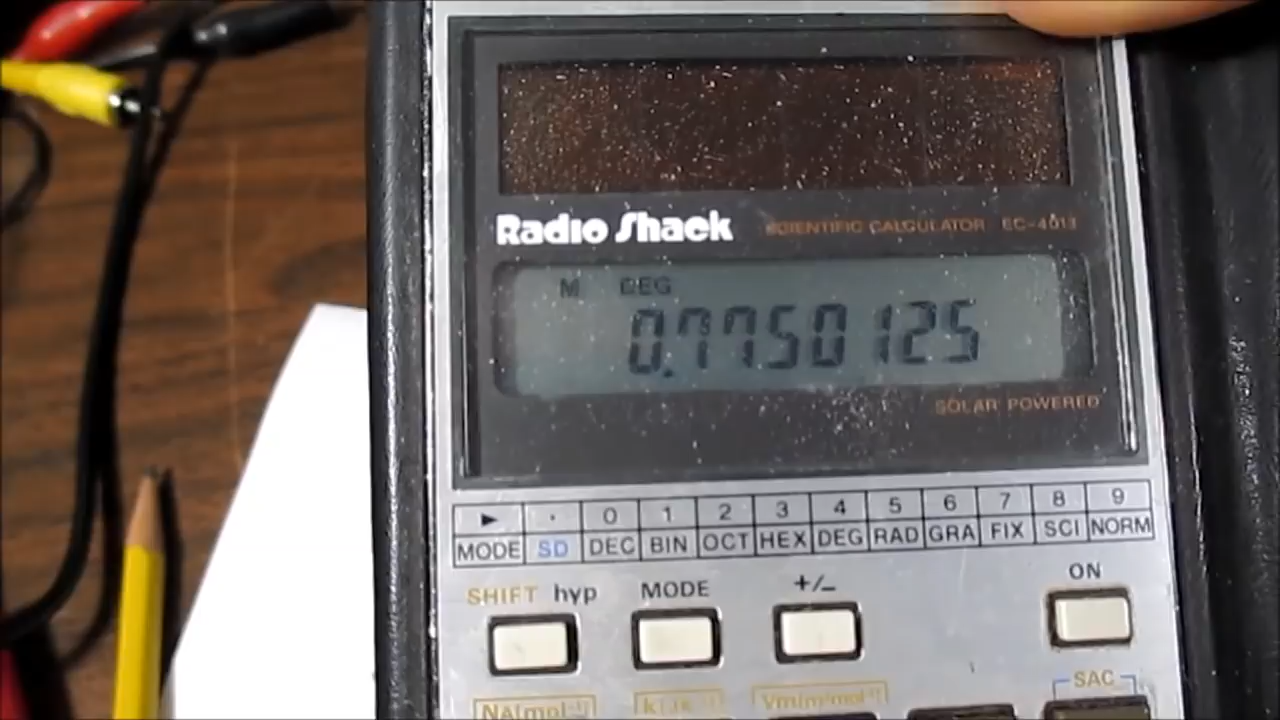 Radio Shack SCIENTIFIC CALCULATOR EC-4013
M DEG
0.7750125
SOLAR POWERED
► · 0 1 2 3 4 5 6 7 8 9
MODE SD DEC BIN OCT HEX DEG RAD GRA FIX SCI NORM
SHIFT hyp MODE +/− ON
NA(mol⁻¹) k(JK⁻¹) Vm(m³mol⁻¹) SAC